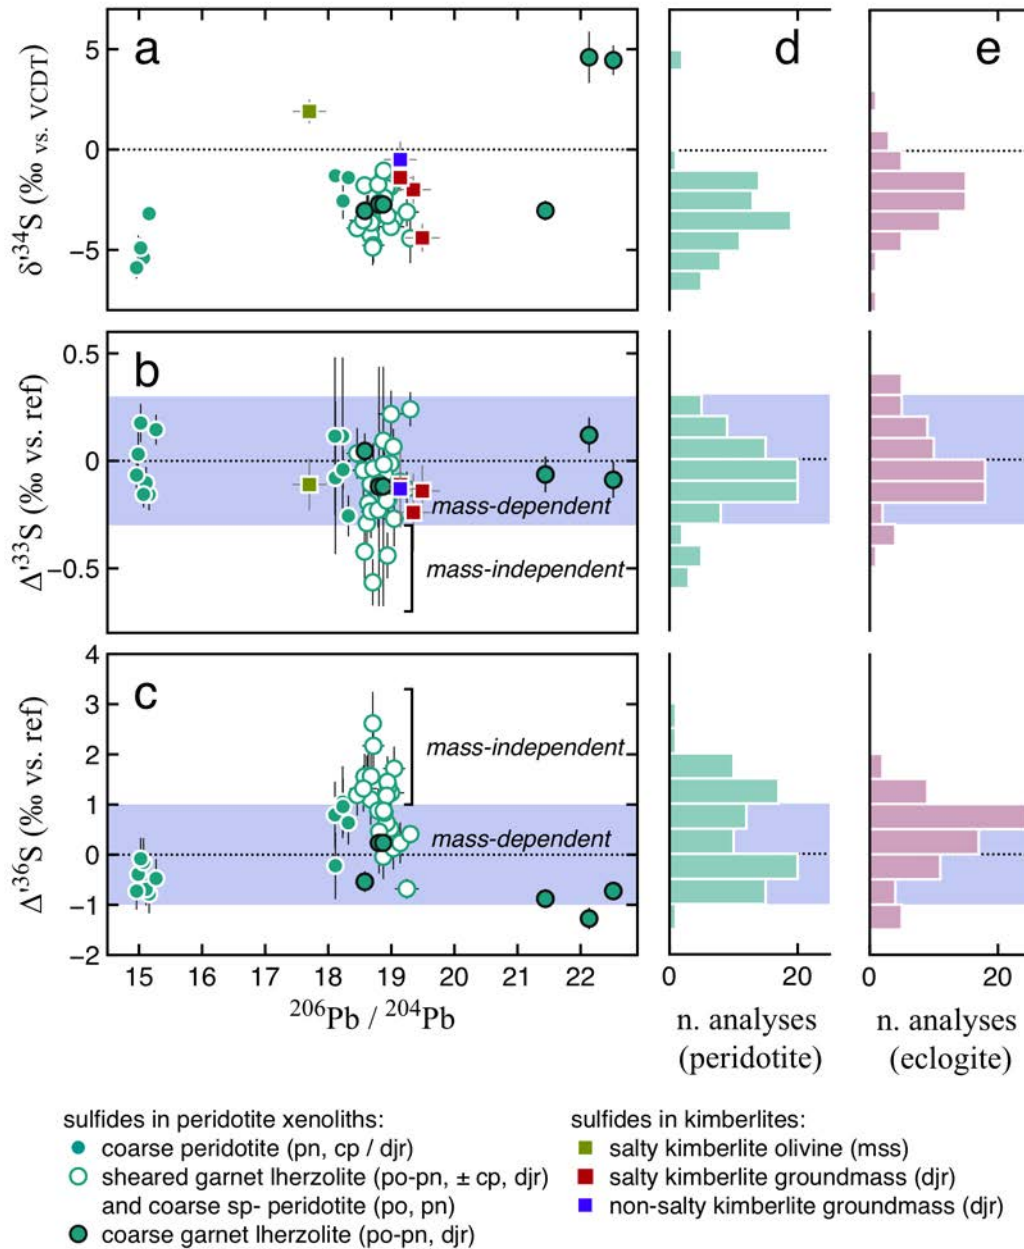 a
d
e
5
0
−5
δ'³⁴S (‰ vs. VCDT)
b
0.5
0
−0.5
Δ'³³S (‰ vs. ref)
mass-dependent
mass-independent
c
4
3
2
1
0
−1
−2
Δ'³⁶S (‰ vs. ref)
mass-independent
mass-dependent
15 16 17 18 19 20 21 22
²⁰⁶Pb / ²⁰⁴Pb
0 20
n. analyses
(peridotite)
0 20
n. analyses
(eclogite)
sulfides in peridotite xenoliths:
coarse peridotite (pn, cp / djr)
sheared garnet lherzolite (po-pn, ± cp, djr)
and coarse sp- peridotite (po, pn)
coarse garnet lherzolite (po-pn, djr)
sulfides in kimberlites:
salty kimberlite olivine (mss)
salty kimberlite groundmass (djr)
non-salty kimberlite groundmass (djr)